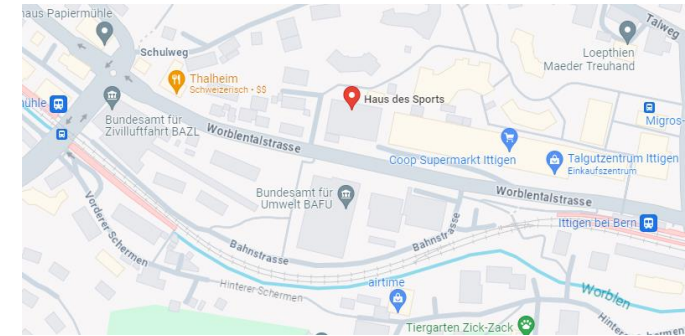 haus Papiermühle
Schulweg
Talweg
Loepthien
Maeder Treuhand
Thalheim
Schweizerisch - $$
Haus des Sports
ühle
Bundesamt für
Zivilluftfahrt BAZL
Migros-
Worblentalstrasse
Coop Supermarkt Ittigen
Talgutzentrum Ittigen
Einkaufszentrum
Bundesamt für
Umwelt BAFU
Worblentalstrasse
Ittigen bei Bern
Vorderer-Schermen
Bahnstrasse
Bahnstrasse
Hinterer-Schermen
airtime
Worblen
Tiergarten Zick-Zack
Hintere